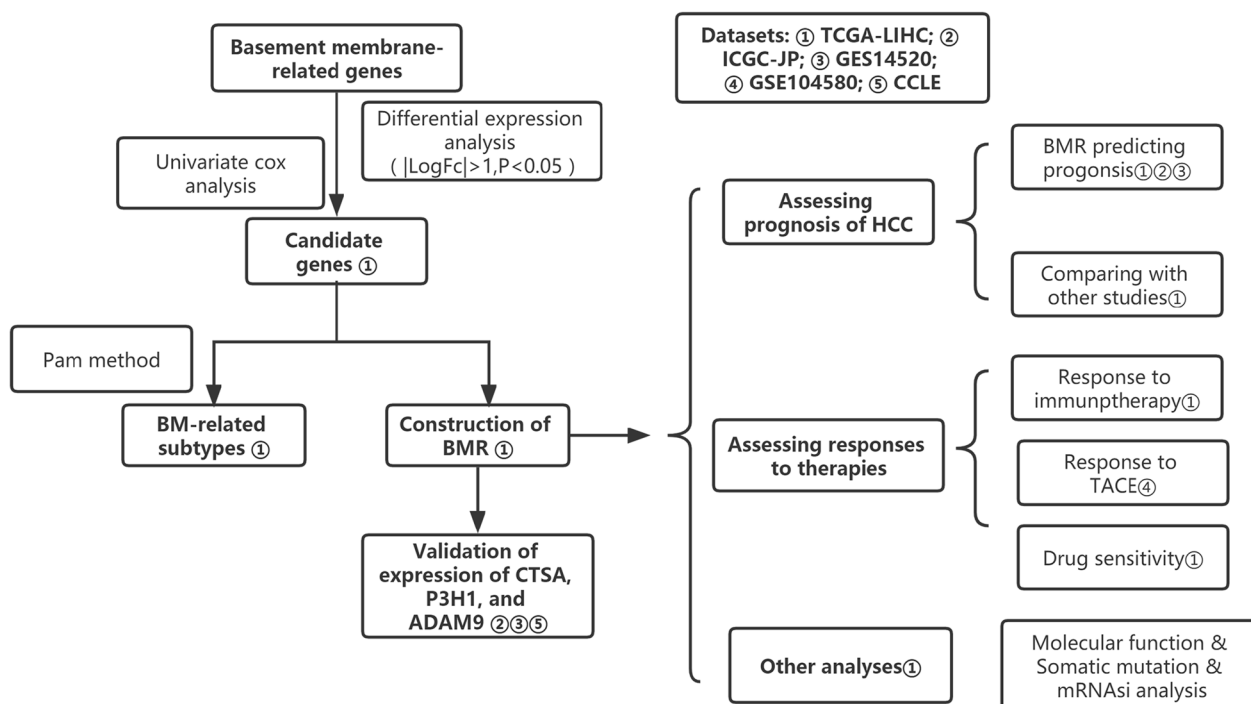 Basement membrane-
related genes
Differential expression
analysis
( |LogFc|>1,P<0.05 )
Univariate cox
analysis
Candidate
genes ①
Pam method
BM-related
subtypes ①
Construction of
BMR ①
Validation of
expression of CTSA,
P3H1, and
ADAM9 ②③⑤
Datasets: ① TCGA-LIHC; ②
ICGC-JP; ③ GES14520;
④ GSE104580; ⑤ CCLE
Assessing
prognosis of HCC
BMR predicting
progonsis①②③
Comparing with
other studies①
Assessing responses
to therapies
Response to
immunptherapy①
Response to
TACE④
Drug sensitivity①
Other analyses①
Molecular function &
Somatic mutation &
mRNAsi analysis